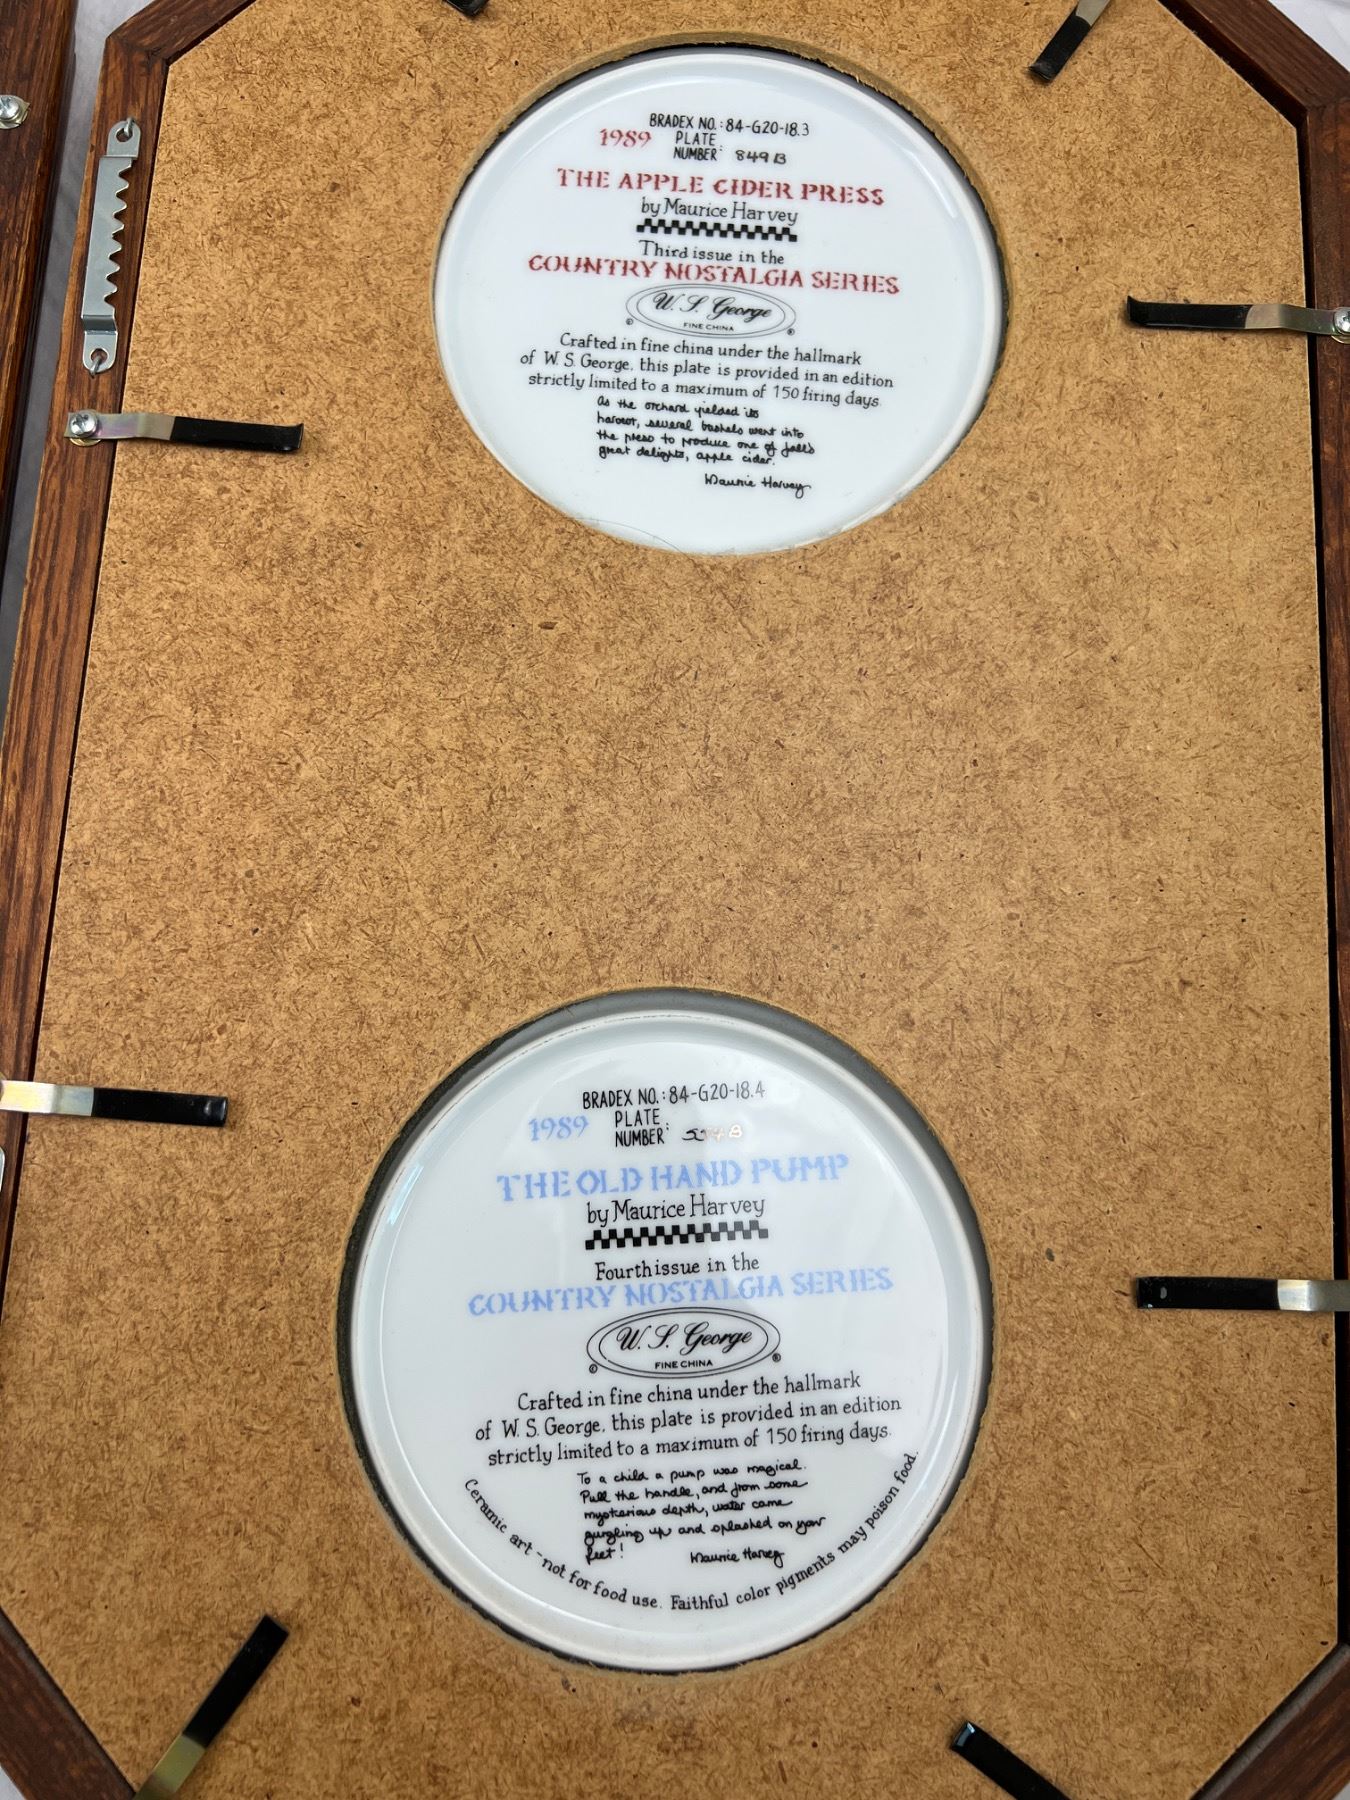 BRADEX NO.: 84-G20-18.3
1989 PLATE
NUMBER: 849B
THE APPLE CIDER PRESS
by Maurice Harvey
Third issue in the
COUNTRY NOSTALGIA SERIES
W. S. George
© FINE CHINA ®
Crafted in fine china under the hallmark
of W. S. George, this plate is provided in an edition
strictly limited to a maximum of 150 firing days.
As the orchard yielded its
harvest, several bushels went into
the press to produce one of fall's
great delights, apple cider.
Maurice Harvey
BRADEX NO.: 84-G20-18.4
1989 PLATE
NUMBER:
THE OLD HAND PUMP
by Maurice Harvey
Fourth issue in the
COUNTRY NOSTALGIA SERIES
W. S. George
© FINE CHINA ®
Crafted in fine china under the hallmark
of W. S. George, this plate is provided in an edition
strictly limited to a maximum of 150 firing days.
To a child a pump was magical.
Pull the handle, and from some
mysterious depth, water came
gurgling up and splashed on your
feet!
Maurice Harvey
Ceramic art - not for food use. Faithful color pigments may poison food.